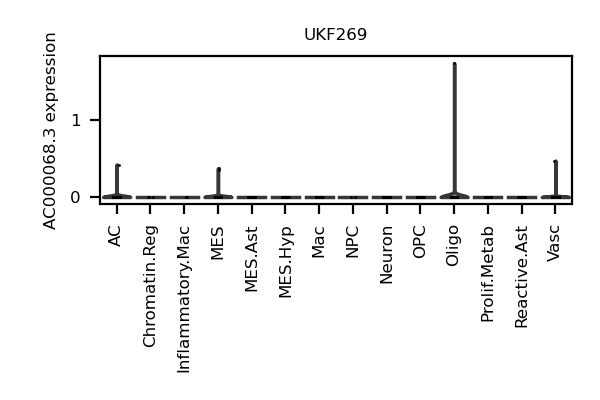 UKF269
AC000068.3 expression
1
0
AC
Chromatin.Reg
Inflammatory.Mac
MES
MES.Ast
MES.Hyp
Mac
NPC
Neuron
OPC
Oligo
Prolif.Metab
Reactive.Ast
Vasc